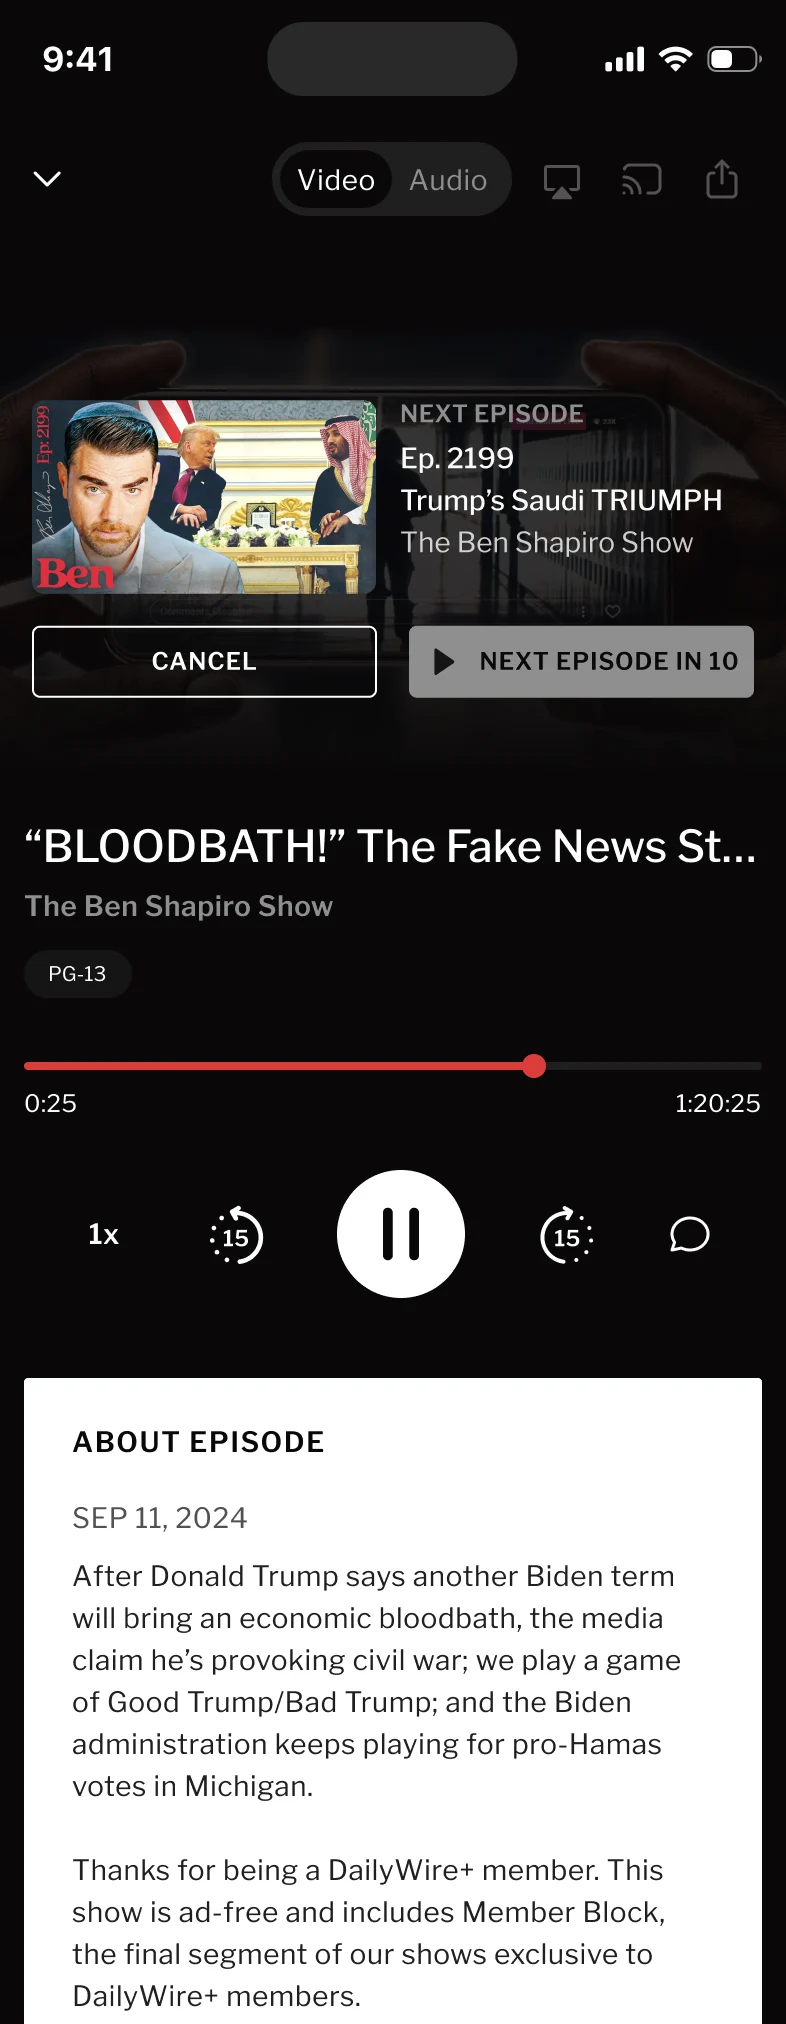 9:41
Video
Audio
NEXT EPISODE
Ep. 2199
Trump’s Saudi TRIUMPH
The Ben Shapiro Show
Ep: 2199
Ben
CANCEL
NEXT EPISODE IN 10
“BLOODBATH!” The Fake News St...
The Ben Shapiro Show
PG-13
0:25
1:20:25
1x
15
15
ABOUT EPISODE
SEP 11, 2024
After Donald Trump says another Biden term
will bring an economic bloodbath, the media
claim he’s provoking civil war; we play a game
of Good Trump/Bad Trump; and the Biden
administration keeps playing for pro-Hamas
votes in Michigan.
Thanks for being a DailyWire+ member. This
show is ad-free and includes Member Block,
the final segment of our shows exclusive to
DailyWire+ members.